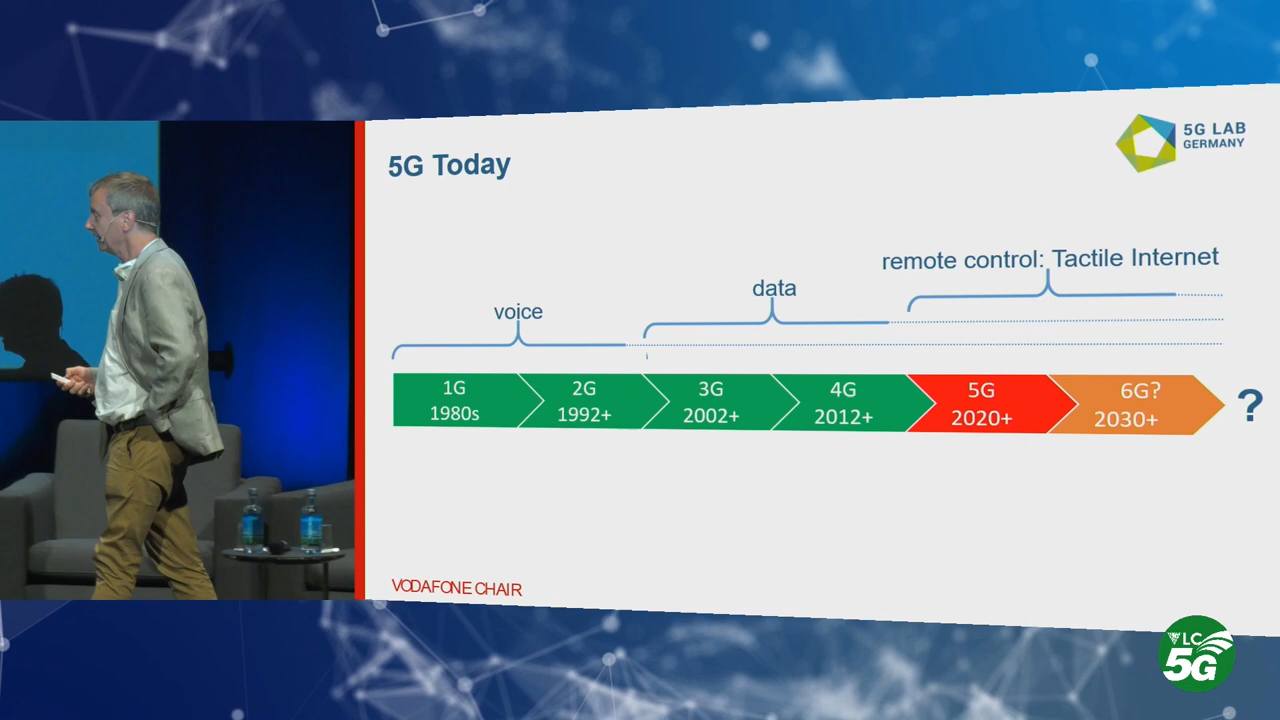 5G Today
5G LAB
GERMANY
remote control: Tactile Internet
data
voice
1G
1980s
2G
1992+
3G
2002+
4G
2012+
5G
2020+
6G?
2030+
?
VODAFONE CHAIR
VLC
5G